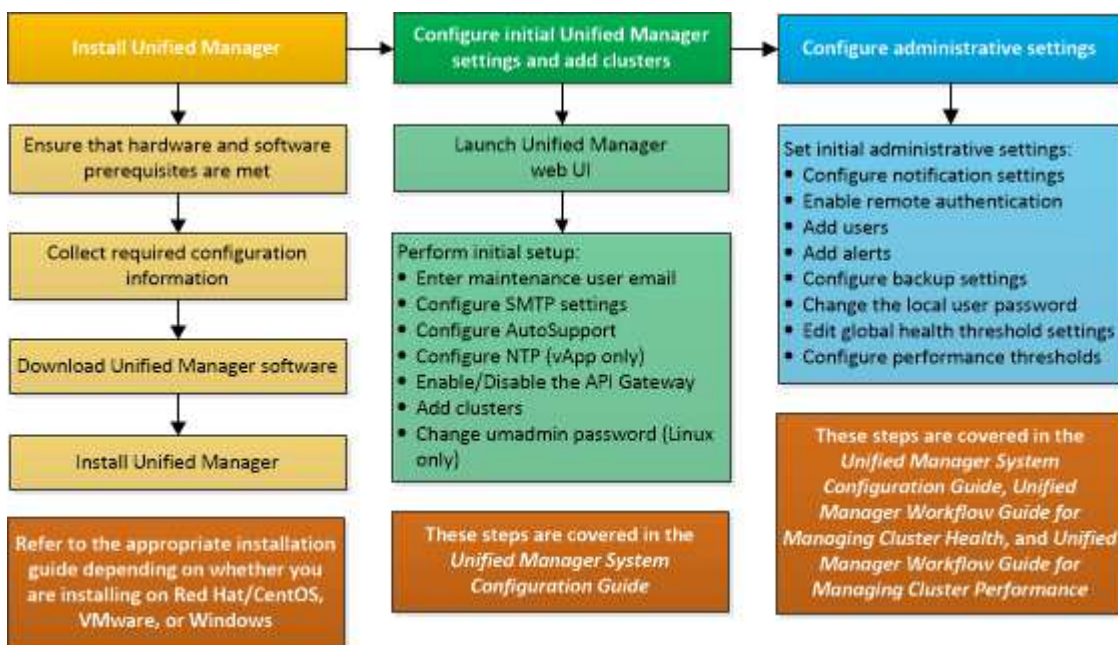 Install Unified Manager
Ensure that hardware and software
prerequisites are met
Collect required configuration
information
Download Unified Manager software
Install Unified Manager
Refer to the appropriate installation
guide depending on whether you
are installing on Red Hat/CentOS,
VMware, or Windows
Configure initial Unified Manager
settings and add clusters
Launch Unified Manager
web UI
Perform initial setup:
• Enter maintenance user email
• Configure SMTP settings
• Configure AutoSupport
• Configure NTP (vApp only)
• Enable/Disable the API Gateway
• Add clusters
• Change umadmin password (Linux
only)
These steps are covered in the
Unified Manager System
Configuration Guide
Configure administrative settings
Set initial administrative settings:
• Configure notification settings
• Enable remote authentication
• Add users
• Add alerts
• Configure backup settings
• Change the local user password
• Edit global health threshold settings
• Configure performance thresholds
These steps are covered in the
Unified Manager System
Configuration Guide, Unified
Manager Workflow Guide for
Managing Cluster Health, and Unified
Manager Workflow Guide for
Managing Cluster Performance